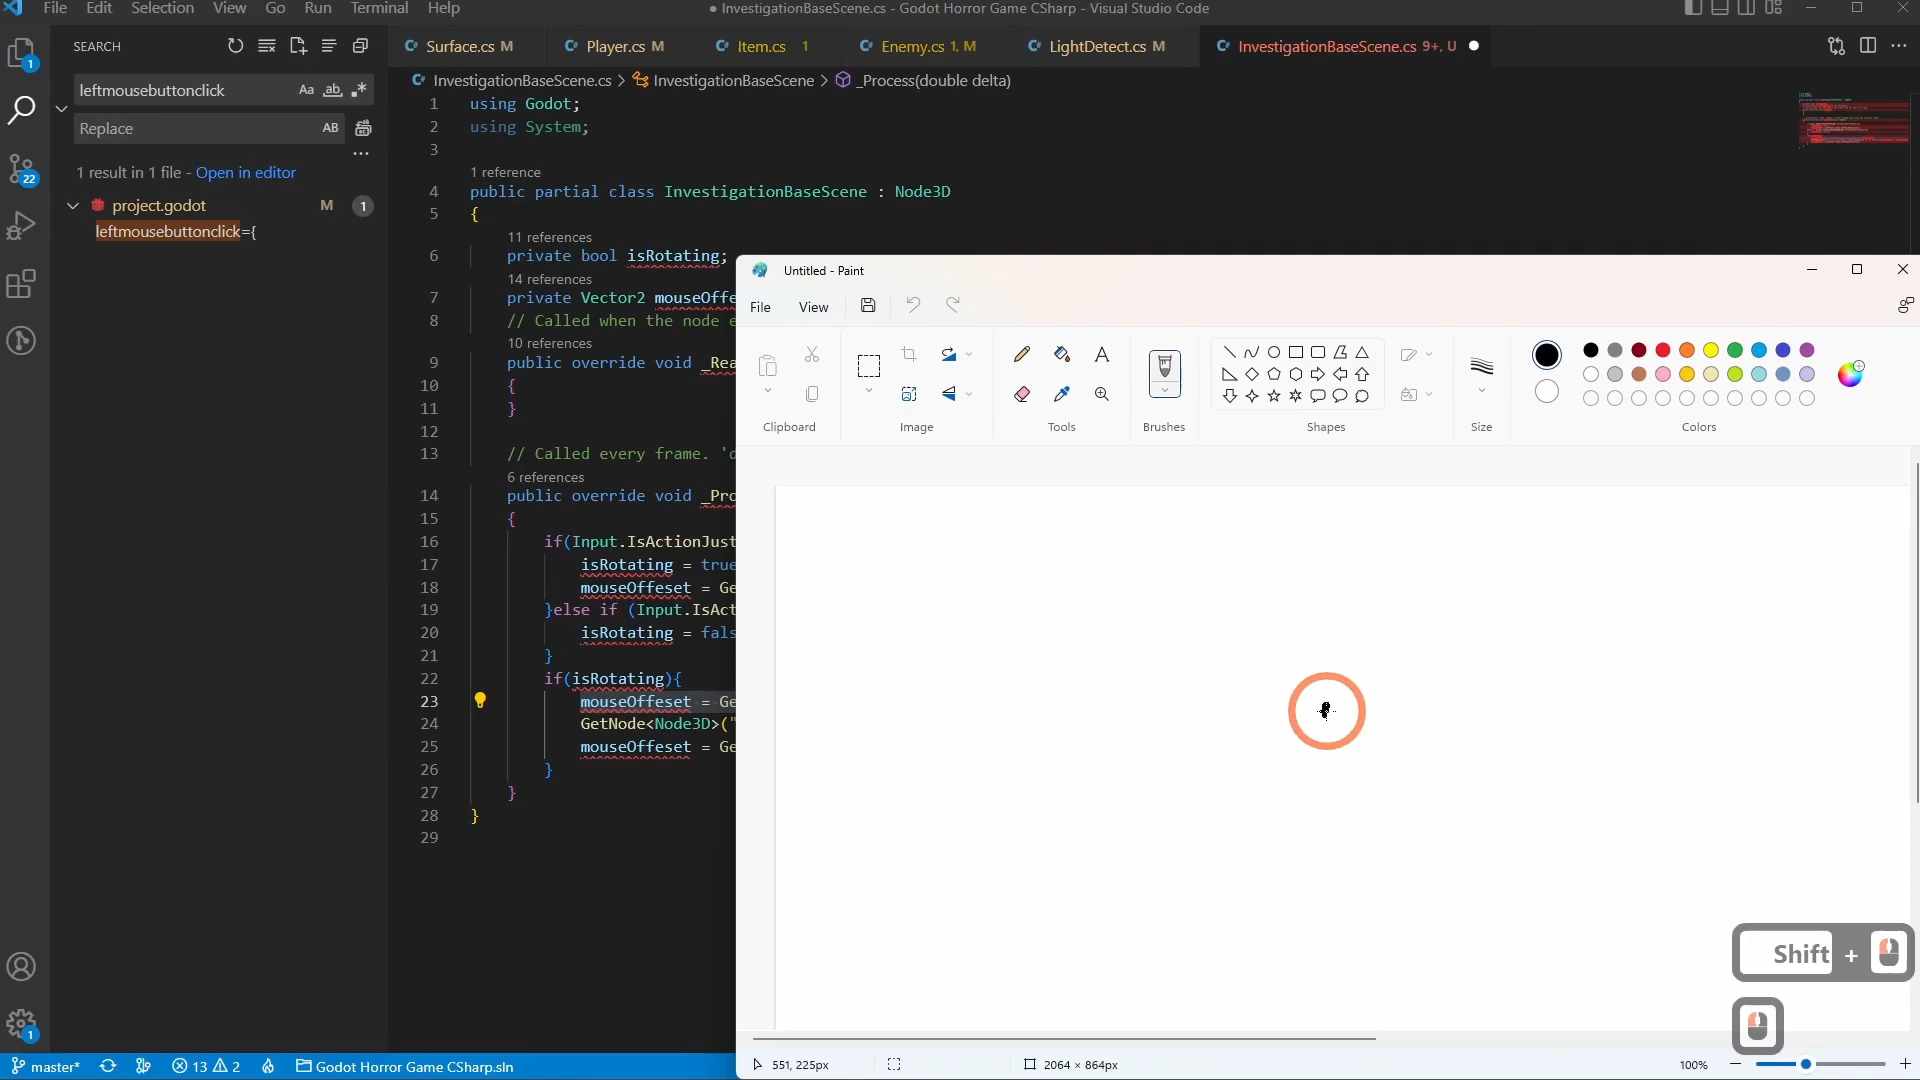 File Edit Selection View Go Run Terminal Help
● InvestigationBaseScene.cs - Godot Horror Game CSharp - Visual Studio Code
SEARCH
leftmousebuttonclick
Aa ab
Replace
AB
1 result in 1 file - Open in editor
project.godot M 1
leftmousebuttonclick={
Surface.cs M
Player.cs M
Item.cs 1
Enemy.cs 1, M
LightDetect.cs M
InvestigationBaseScene.cs 9+, U
InvestigationBaseScene.cs > InvestigationBaseScene > _Process(double delta)
1 using Godot;
2 using System;
3
1 reference
4 public partial class InvestigationBaseScene : Node3D
5 {
11 references
6 private bool isRotating;
14 references
7 private Vector2 mouseOffe
8 // Called when the node e
10 references
9 public override void _Rea
10 {
11 }
12
13 // Called every frame. 'd
6 references
14 public override void _Pro
15 {
16 if(Input.IsActionJust
17 isRotating = true
18 mouseOffeset = Ge
19 }else if (Input.IsAct
20 isRotating = fals
21 }
22 if(isRotating){
23 mouseOffeset = Ge
24 GetNode<Node3D>("
25 mouseOffeset = Ge
26 }
27 }
28 }
29
Untitled - Paint
File View
Clipboard Image Tools Brushes Shapes Size Colors
Shift +
551, 225px
2064 × 864px
100%
1
22
1
master*
13 2
Godot Horror Game CSharp.sln